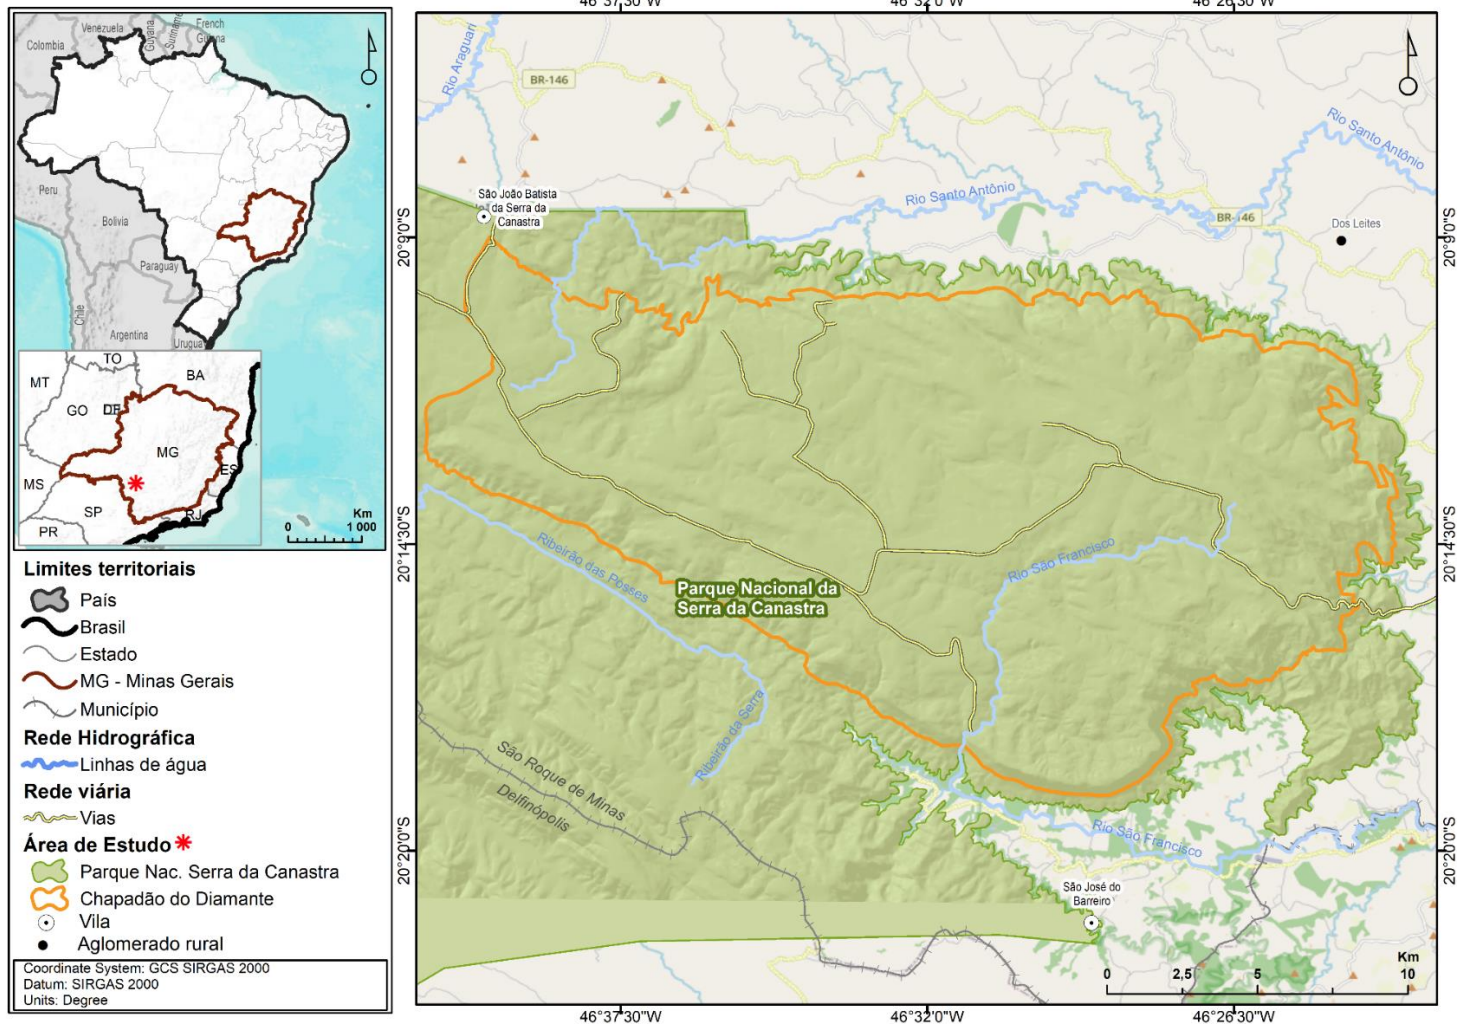 Colombia
Venezuela
Guyana
Suriname
French
Guiana
Peru
Bolivia
Paraguay
Chile
Argentina
Urugua
Km
0 1 000
TO
MT
BA
GO
DF
MG
ES
MS
SP
RJ
PR
Limites territoriais
País
Brasil
Estado
MG - Minas Gerais
Município
Rede Hidrográfica
Linhas de água
Rede viária
Vias
Área de Estudo
Parque Nac. Serra da Canastra
Chapadão do Diamante
Vila
Aglomerado rural
Coordinate System: GCS SIRGAS 2000
Datum: SIRGAS 2000
Units: Degree
46°37'30"W
46°32'0"W
46°26'30"W
Rio Araguari
BR-146
Rio Santo Antônio
São João Batista
da Serra da
Canastra
Rio Santo Antônio
BR-146
Dos Leites
20°9'0"S
20°9'0"S
20°14'30"S
20°14'30"S
Ribeirão das Posses
Rio São Francisco
Parque Nacional da
Serra da Canastra
Ribeirão da Serra
São Roque de Minas
Delfinópolis
Rio São Francisco
20°20'0"S
20°20'0"S
São José do
Barreiro
Km
0 2,5 5 10
46°37'30"W
46°32'0"W
46°26'30"W